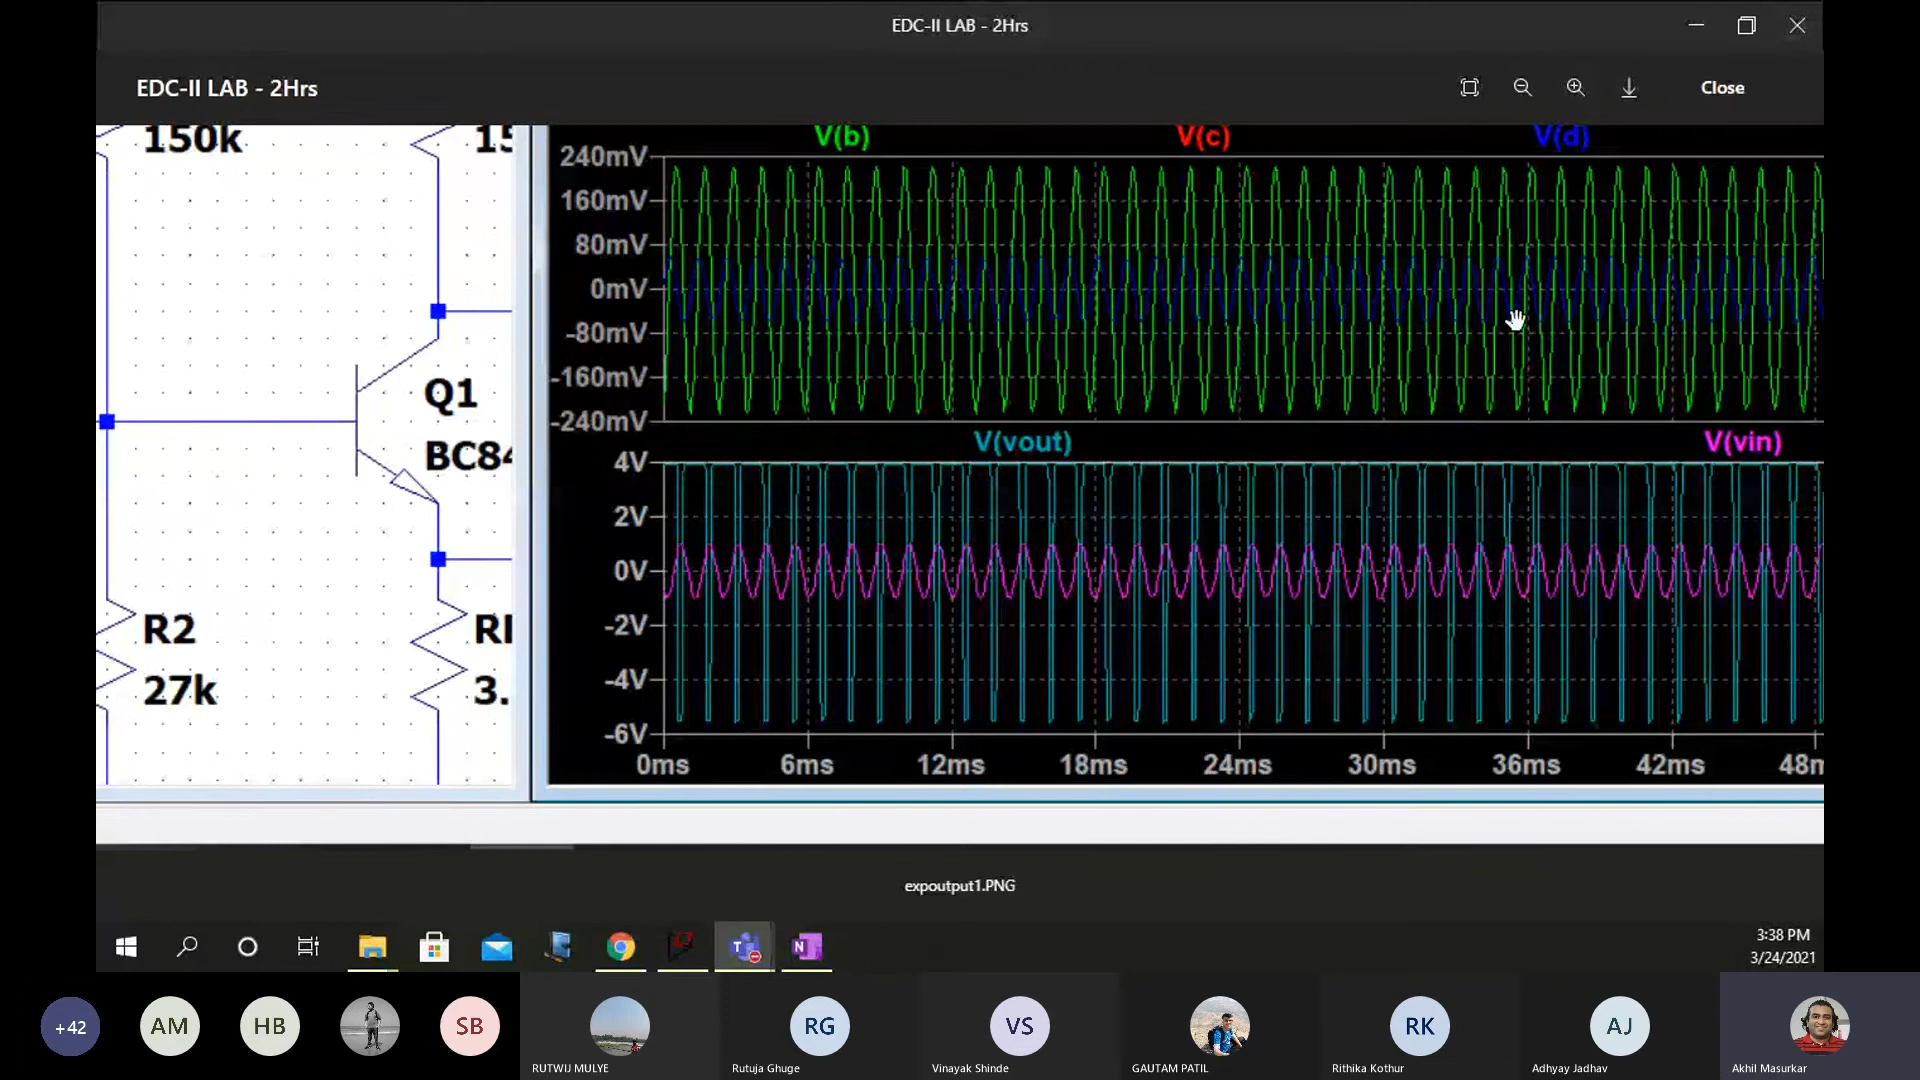 EDC-II LAB - 2Hrs
EDC-II LAB - 2Hrs
Close
150k
Q1
R2
27k
V(b) V(c) V(d)
240mV
160mV
80mV
0mV
-80mV
-160mV
-240mV
V(vout) V(vin)
4V
2V
0V
-2V
-4V
-6V
0ms 6ms 12ms 18ms 24ms 30ms 36ms 42ms
expoutput1.PNG
3:38 PM
3/24/2021
+42
AM
HB
SB
RG
VS
RK
AJ
RUTWIJ MULYE
Rutuja Ghuge
Vinayak Shinde
GAUTAM PATIL
Rithika Kothur
Adhyay Jadhav
Akhil Masurkar